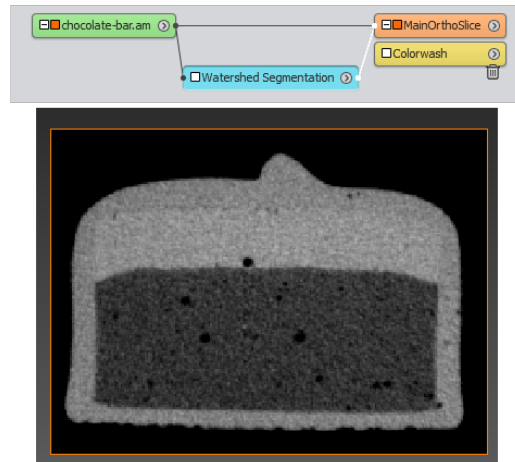 chocolate-bar.am
MainOrthoSlice
Colorwash
Watershed Segmentation